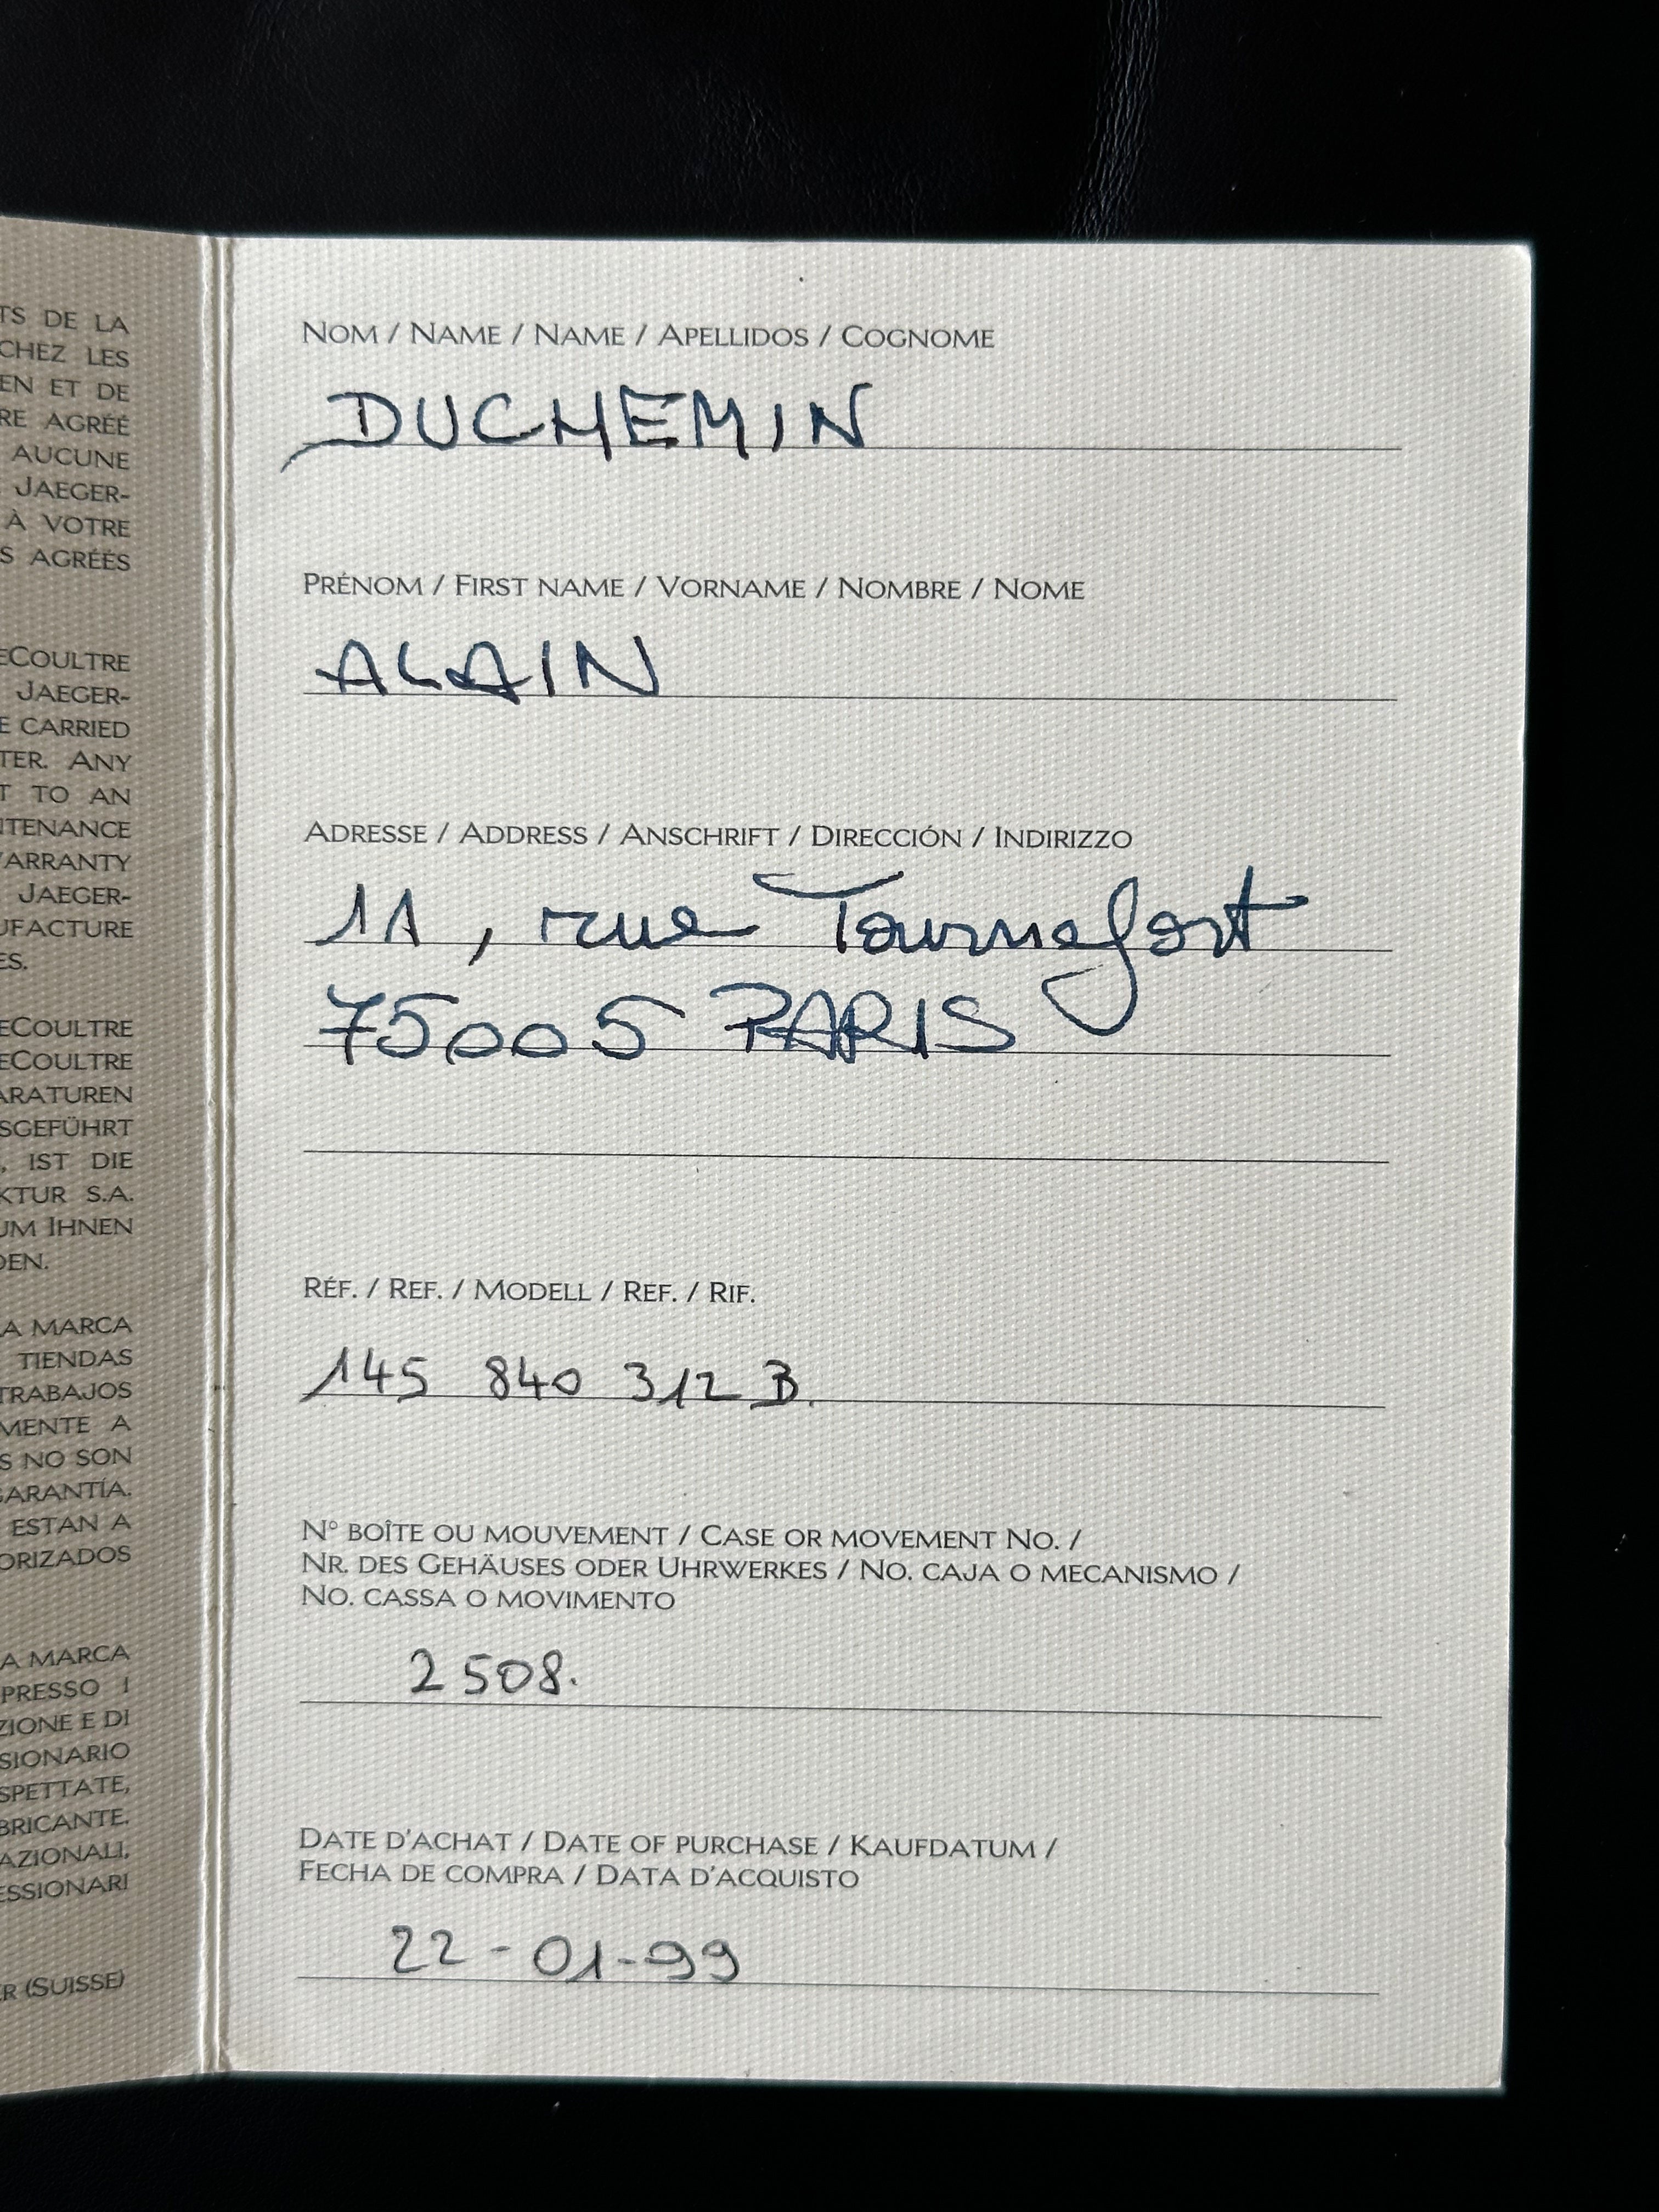 TS DE LA
CHEZ LES
EN ET DE
RE AGRÉÉ
AUCUNE
JAEGER-
À VOTRE
S AGRÉÉS
ECOULTRE
JAEGER-
E CARRIED
TER. ANY
T TO AN
NTENANCE
WARRANTY
JAEGER-
UFACTURE
ES.
ECOULTRE
ECOULTRE
ARATUREN
SGEFÜHRT
, IST DIE
KTUR S.A.
UM IHNEN
DEN.
A MARCA
TIENDAS
TRABAJOS
MENTE A
S NO SON
GARANTÍA.
ESTAN A
ORIZADOS
A MARCA
PRESSO I
ZIONE E DI
SSIONARIO
SPETTATE,
BRICANTE.
AZIONALI,
ESSIONARI
ER (SUISSE)
NOM / NAME / NAME / APELLIDOS / COGNOME
DUCHEMIN
PRÉNOM / FIRST NAME / VORNAME / NOMBRE / NOME
ALAIN
ADRESSE / ADDRESS / ANSCHRIFT / DIRECCIÓN / INDIRIZZO
11, rue Tournefort
75005 PARIS
RÉF. / REF. / MODELL / REF. / RIF.
145 840 312 B.
N° BOÎTE OU MOUVEMENT / CASE OR MOVEMENT NO. /
NR. DES GEHÄUSES ODER UHRWERKES / NO. CAJA O MECANISMO /
NO. CASSA O MOVIMENTO
2508.
DATE D'ACHAT / DATE OF PURCHASE / KAUFDATUM /
FECHA DE COMPRA / DATA D'ACQUISTO
22-01-99